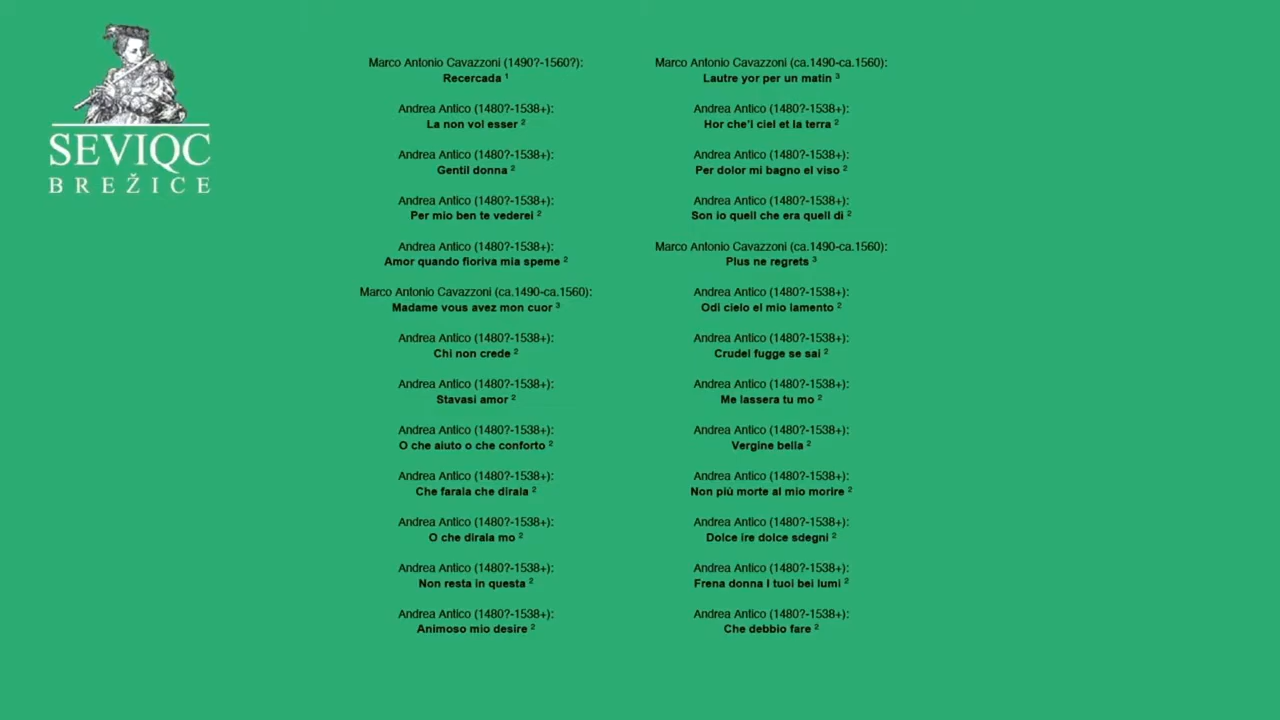 SEVIQC
BREŽICE
Marco Antonio Cavazzoni (1490?-1560?):
Recercada ¹
Andrea Antico (1480?-1538+):
La non vol esser ²
Andrea Antico (1480?-1538+):
Gentil donna ²
Andrea Antico (1480?-1538+):
Per mio ben te vederei ²
Andrea Antico (1480?-1538+):
Amor quando fioriva mia speme ²
Marco Antonio Cavazzoni (ca.1490-ca.1560):
Madame vous avez mon cuor ³
Andrea Antico (1480?-1538+):
Chi non crede ²
Andrea Antico (1480?-1538+):
Stavasi amor ²
Andrea Antico (1480?-1538+):
O che aiuto o che conforto ²
Andrea Antico (1480?-1538+):
Che farala che dirala ²
Andrea Antico (1480?-1538+):
O che dirala mo ²
Andrea Antico (1480?-1538+):
Non resta in questa ²
Andrea Antico (1480?-1538+):
Animoso mio desire ²
Marco Antonio Cavazzoni (ca.1490-ca.1560):
Lautre yor per un matin ³
Andrea Antico (1480?-1538+):
Hor che'l ciel et la terra ²
Andrea Antico (1480?-1538+):
Per dolor mi bagno el viso ²
Andrea Antico (1480?-1538+):
Son io quell che era quell di ²
Marco Antonio Cavazzoni (ca.1490-ca.1560):
Plus ne regrets ³
Andrea Antico (1480?-1538+):
Odi cielo el mio lamento ²
Andrea Antico (1480?-1538+):
Crudel fugge se sai ²
Andrea Antico (1480?-1538+):
Me lassera tu mo ²
Andrea Antico (1480?-1538+):
Vergine bella ²
Andrea Antico (1480?-1538+):
Non più morte al mio morire ²
Andrea Antico (1480?-1538+):
Dolce ire dolce sdegni ²
Andrea Antico (1480?-1538+):
Frena donna I tuoi bei lumi ²
Andrea Antico (1480?-1538+):
Che debbio fare ²